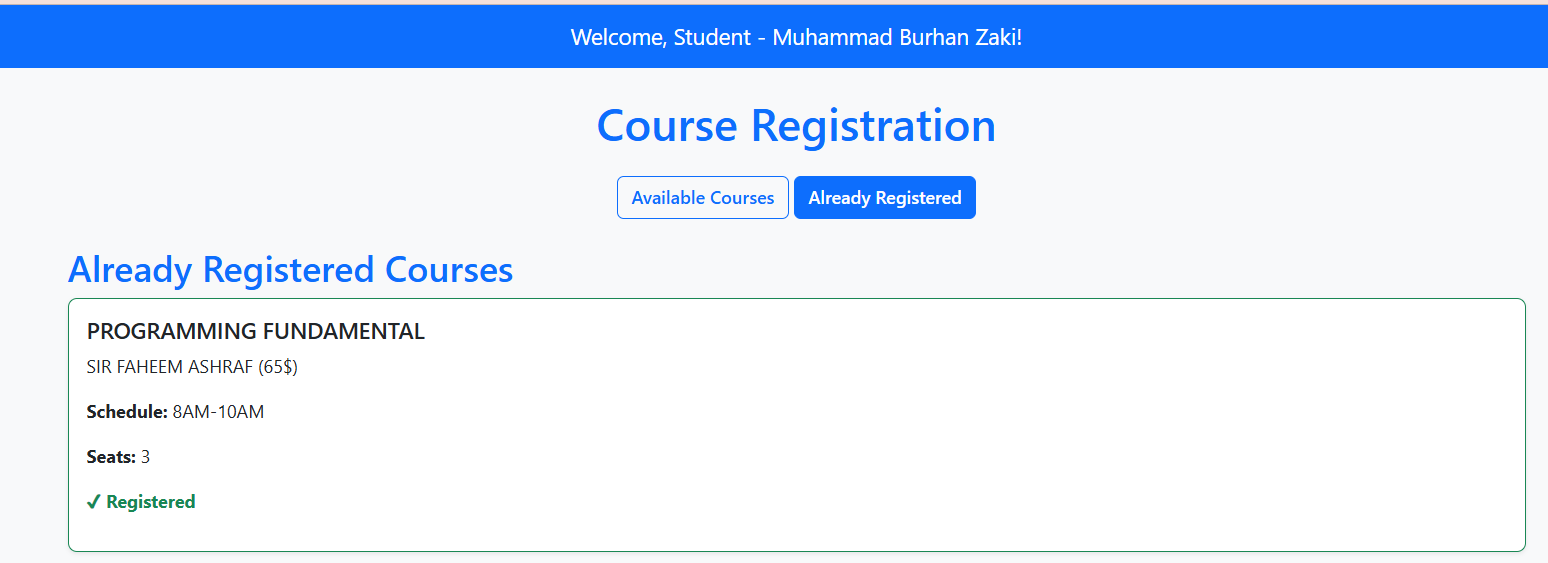 Welcome, Student - Muhammad Burhan Zaki!
Course Registration
Available Courses
Already Registered
Already Registered Courses
PROGRAMMING FUNDAMENTAL
SIR FAHEEM ASHRAF (65$)
Schedule: 8AM-10AM
Seats: 3
✔ Registered